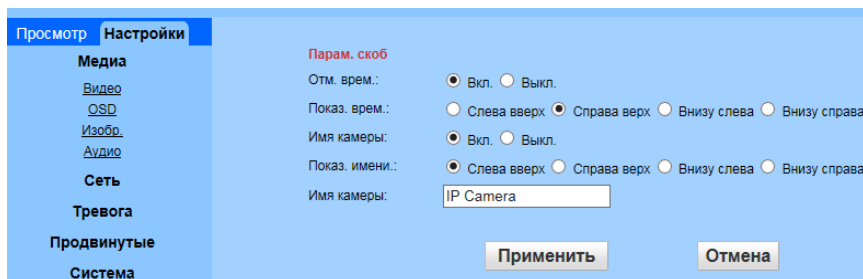 Просмотр Настройки
Медиа
Видео
OSD
Изобр.
Аудио
Сеть
Тревога
Продвинутые
Система
Парам. скоб
Отм. врем.: Вкл. Выкл.
Показ. врем.: Слева вверх Справа верх Внизу слева Внизу справа
Имя камеры: Вкл. Выкл.
Показ. имени.: Слева вверх Справа верх Внизу слева Внизу справа
Имя камеры: IP Camera
Применить Отмена